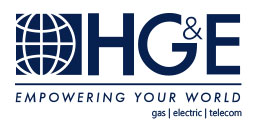 HG&E
EMPOWERING YOUR WORLD
gas | electric | telecom